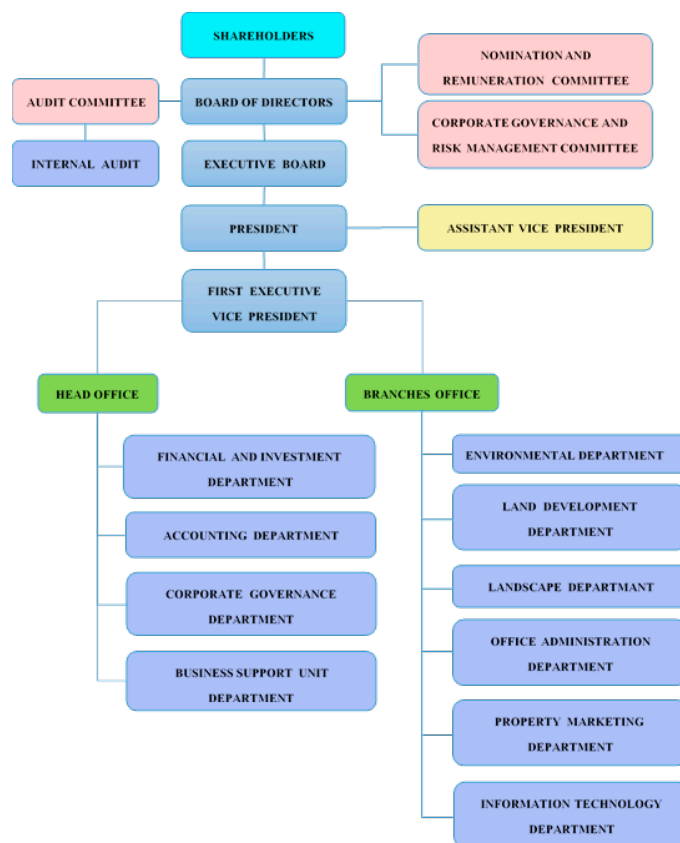 SHAREHOLDERS
NOMINATION AND
REMUNERATION COMMITTEE
AUDIT COMMITTEE
BOARD OF DIRECTORS
CORPORATE GOVERNANCE AND
RISK MANAGEMENT COMMITTEE
INTERNAL AUDIT
EXECUTIVE BOARD
PRESIDENT
ASSISTANT VICE PRESIDENT
FIRST EXECUTIVE
VICE PRESIDENT
HEAD OFFICE
BRANCHES OFFICE
FINANCIAL AND INVESTMENT
DEPARTMENT
ACCOUNTING DEPARTMENT
CORPORATE GOVERNANCE
DEPARTMENT
BUSINESS SUPPORT UNIT
DEPARTMENT
ENVIRONMENTAL DEPARTMENT
LAND DEVELOPMENT
DEPARTMENT
LANDSCAPE DEPARTMANT
OFFICE ADMINISTRATION
DEPARTMENT
PROPERTY MARKETING
DEPARTMENT
INFORMATION TECHNOLOGY
DEPARTMENT